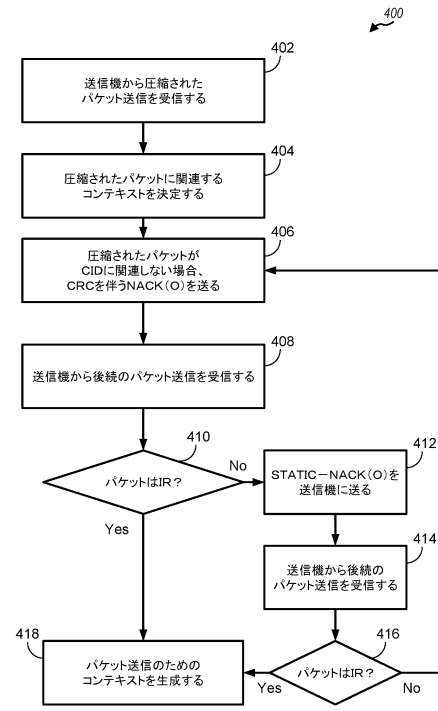 400
402
送信機から圧縮された
パケット送信を受信する
404
圧縮されたパケットに関連する
コンテキストを決定する
406
圧縮されたパケットが
CIDに関連しない場合、
CRCを伴うNACK(O)を送る
408
送信機から後続のパケット送信を受信する
410
パケットはIR?
No
Yes
412
STATIC-NACK(O)を
送信機に送る
414
送信機から後続の
パケット送信を受信する
416
パケットはIR?
Yes
No
418
パケット送信のための
コンテキストを生成する